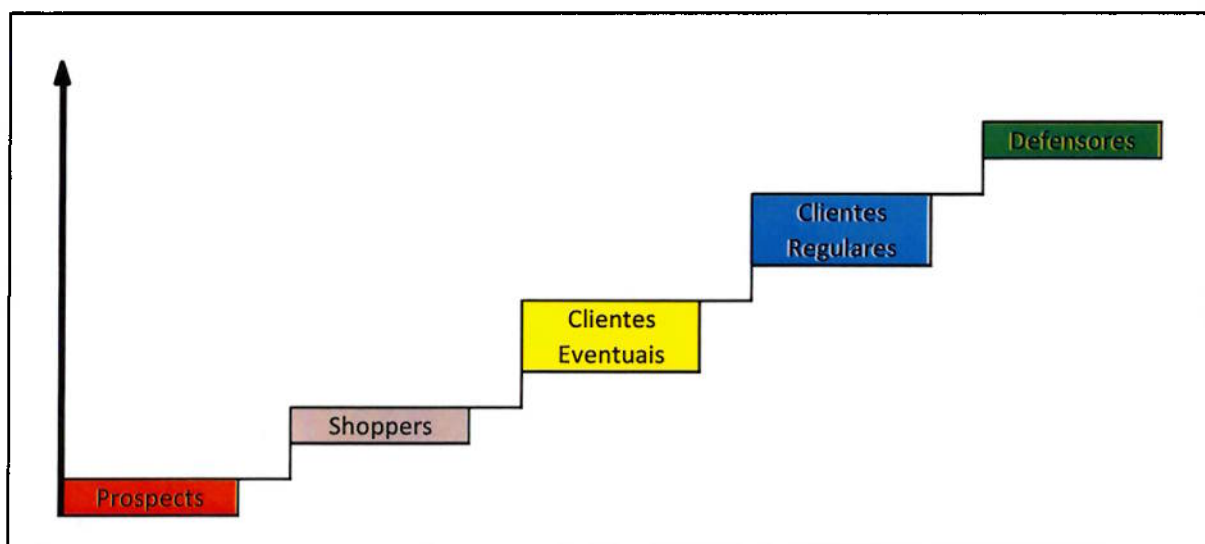 Defensores
Clientes
Regulares
Clientes
Eventuais
Shoppers
Prospects